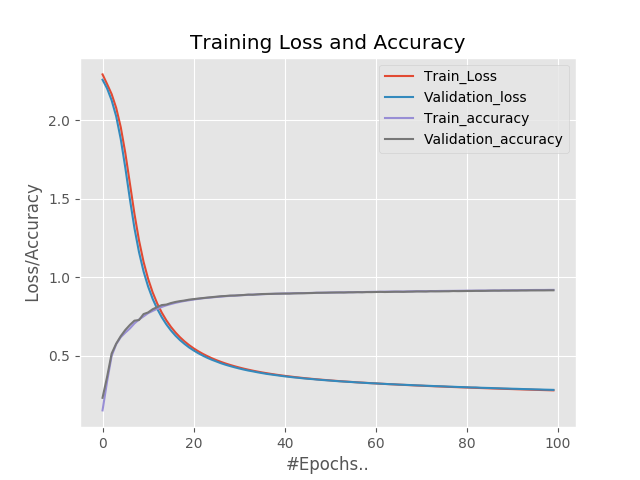 Training Loss and Accuracy
Train_Loss
Validation_loss
Train_accuracy
Validation_accuracy
Loss/Accuracy
2.0
1.5
1.0
0.5
0 20 40 60 80 100
#Epochs..